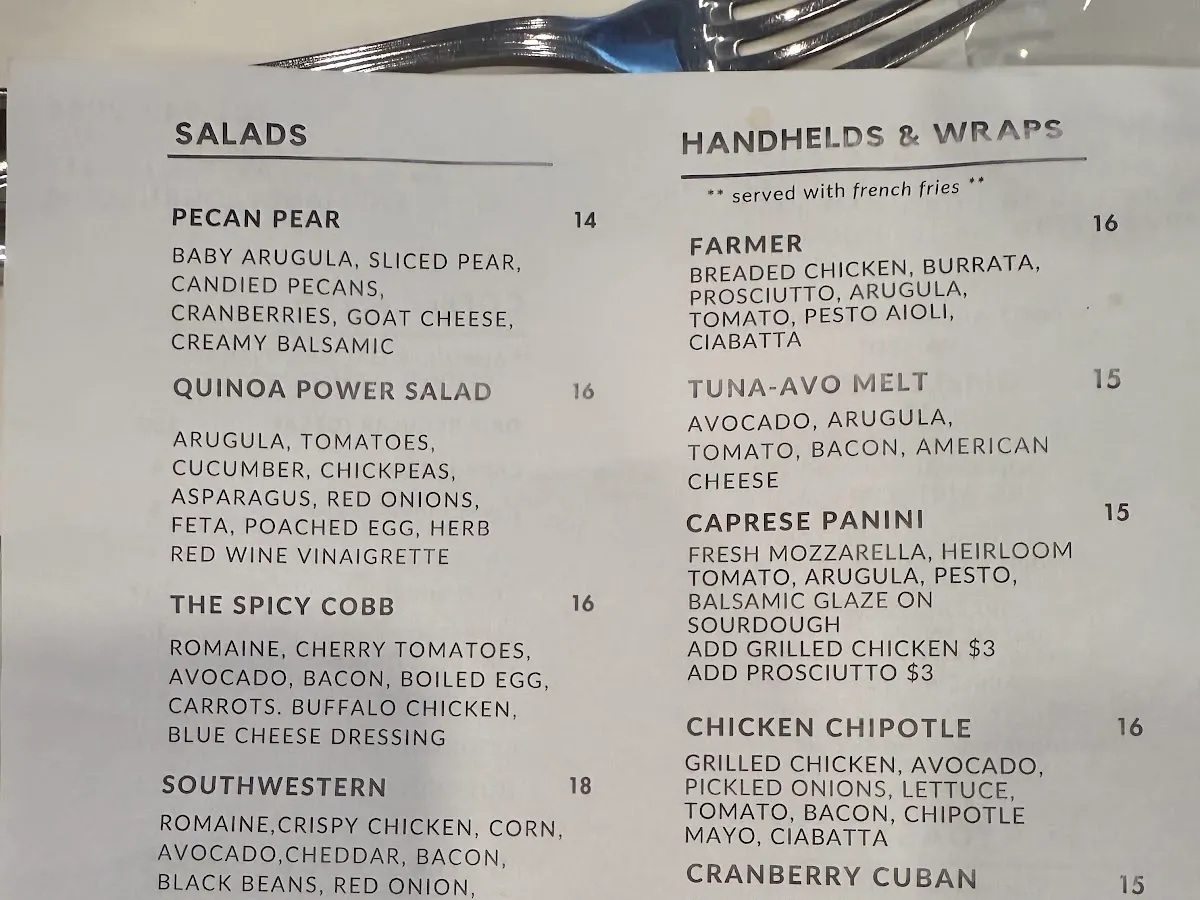 SALADS
PECAN PEAR 14
BABY ARUGULA, SLICED PEAR,
CANDIED PECANS,
CRANBERRIES, GOAT CHEESE,
CREAMY BALSAMIC
QUINOA POWER SALAD 16
ARUGULA, TOMATOES,
CUCUMBER, CHICKPEAS,
ASPARAGUS, RED ONIONS,
FETA, POACHED EGG, HERB
RED WINE VINAIGRETTE
THE SPICY COBB 16
ROMAINE, CHERRY TOMATOES,
AVOCADO, BACON, BOILED EGG,
CARROTS. BUFFALO CHICKEN,
BLUE CHEESE DRESSING
SOUTHWESTERN 18
ROMAINE,CRISPY CHICKEN, CORN,
AVOCADO,CHEDDAR, BACON,
BLACK BEANS, RED ONION,
HANDHELDS & WRAPS
** served with french fries **
FARMER 16
BREADED CHICKEN, BURRATA,
PROSCIUTTO, ARUGULA,
TOMATO, PESTO AIOLI,
CIABATTA
TUNA-AVO MELT 15
AVOCADO, ARUGULA,
TOMATO, BACON, AMERICAN
CHEESE
CAPRESE PANINI 15
FRESH MOZZARELLA, HEIRLOOM
TOMATO, ARUGULA, PESTO,
BALSAMIC GLAZE ON
SOURDOUGH
ADD GRILLED CHICKEN $3
ADD PROSCIUTTO $3
CHICKEN CHIPOTLE 16
GRILLED CHICKEN, AVOCADO,
PICKLED ONIONS, LETTUCE,
TOMATO, BACON, CHIPOTLE
MAYO, CIABATTA
CRANBERRY CUBAN 15